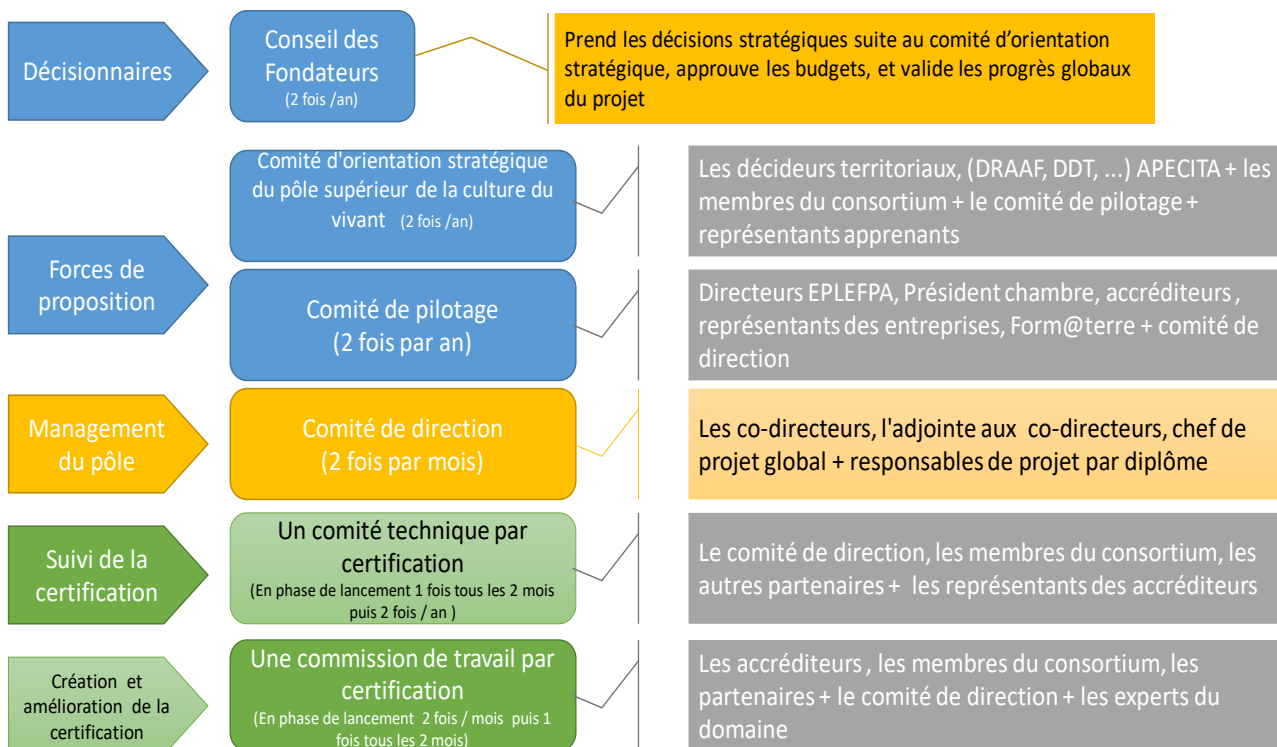 Décisionnaires
Conseil des
Fondateurs
(2 fois /an)
Prend les décisions stratégiques suite au comité d'orientation
stratégique, approuve les budgets, et valide les progrès globaux
du projet
Forces de
proposition
Comité d'orientation stratégique
du pôle supérieur de la culture du
vivant (2 fois /an)
Les décideurs territoriaux, (DRAAF, DDT, ...) APECITA + les
membres du consortium + le comité de pilotage +
représentants apprenants
Comité de pilotage
(2 fois par an)
Directeurs EPLEFPA, Président chambre, accréditeurs ,
représentants des entreprises, Form@terre + comité de
direction
Management
du pôle
Comité de direction
(2 fois par mois)
Les co-directeurs, l'adjointe aux co-directeurs, chef de
projet global + responsables de projet par diplôme
Suivi de la
certification
Un comité technique par
certification
(En phase de lancement 1 fois tous les 2 mois
puis 2 fois / an )
Le comité de direction, les membres du consortium, les
autres partenaires + les représentants des accréditeurs
Création et
amélioration de la
certification
Une commission de travail par
certification
(En phase de lancement 2 fois / mois puis 1
fois tous les 2 mois)
Les accréditeurs , les membres du consortium, les
partenaires + le comité de direction + les experts du
domaine